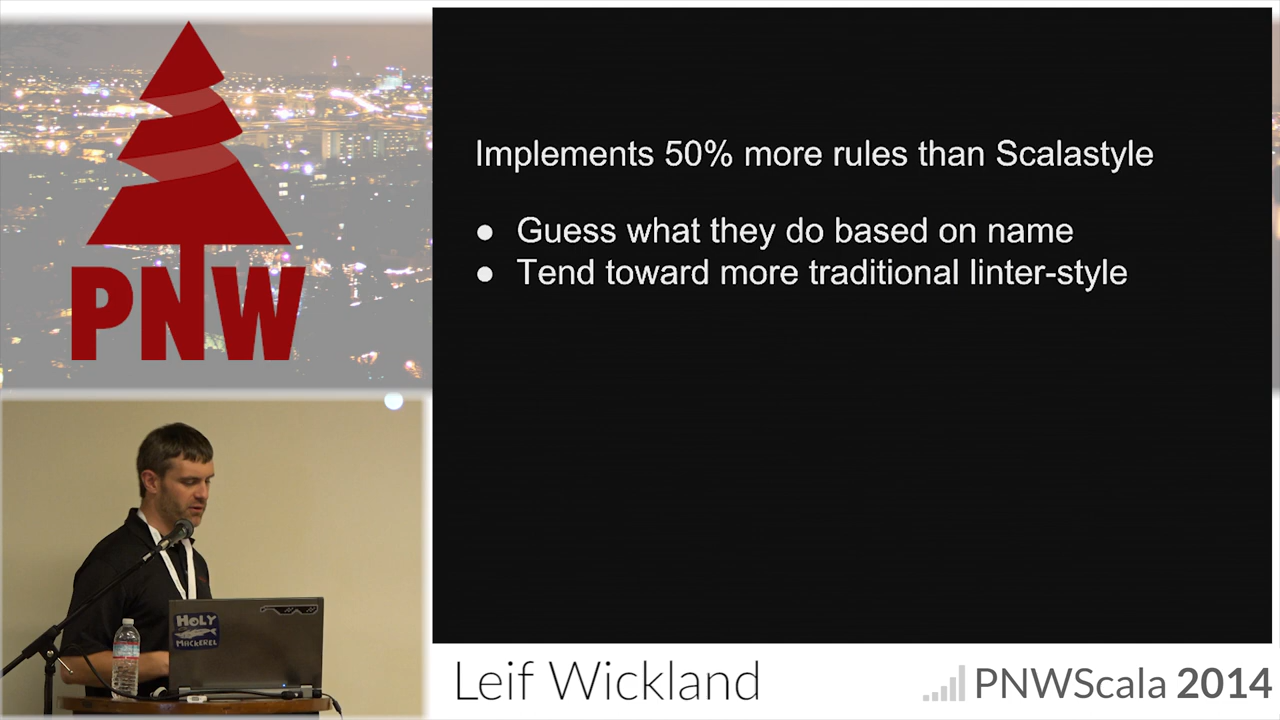 PNW
Implements 50% more rules than Scalastyle
● Guess what they do based on name
● Tend toward more traditional linter-style
HOLY
MACKEREL
Leif Wickland
PNWScala 2014